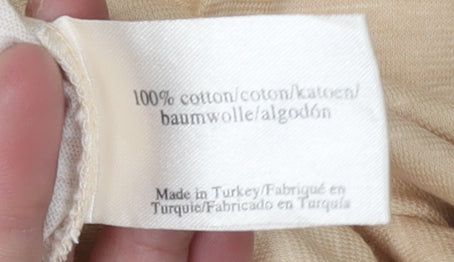 100% cotton/coton/katoen/
baumwolle/algodón
Made in Turkey/Fabriqué en
Turquie/Fabricado en Turquía